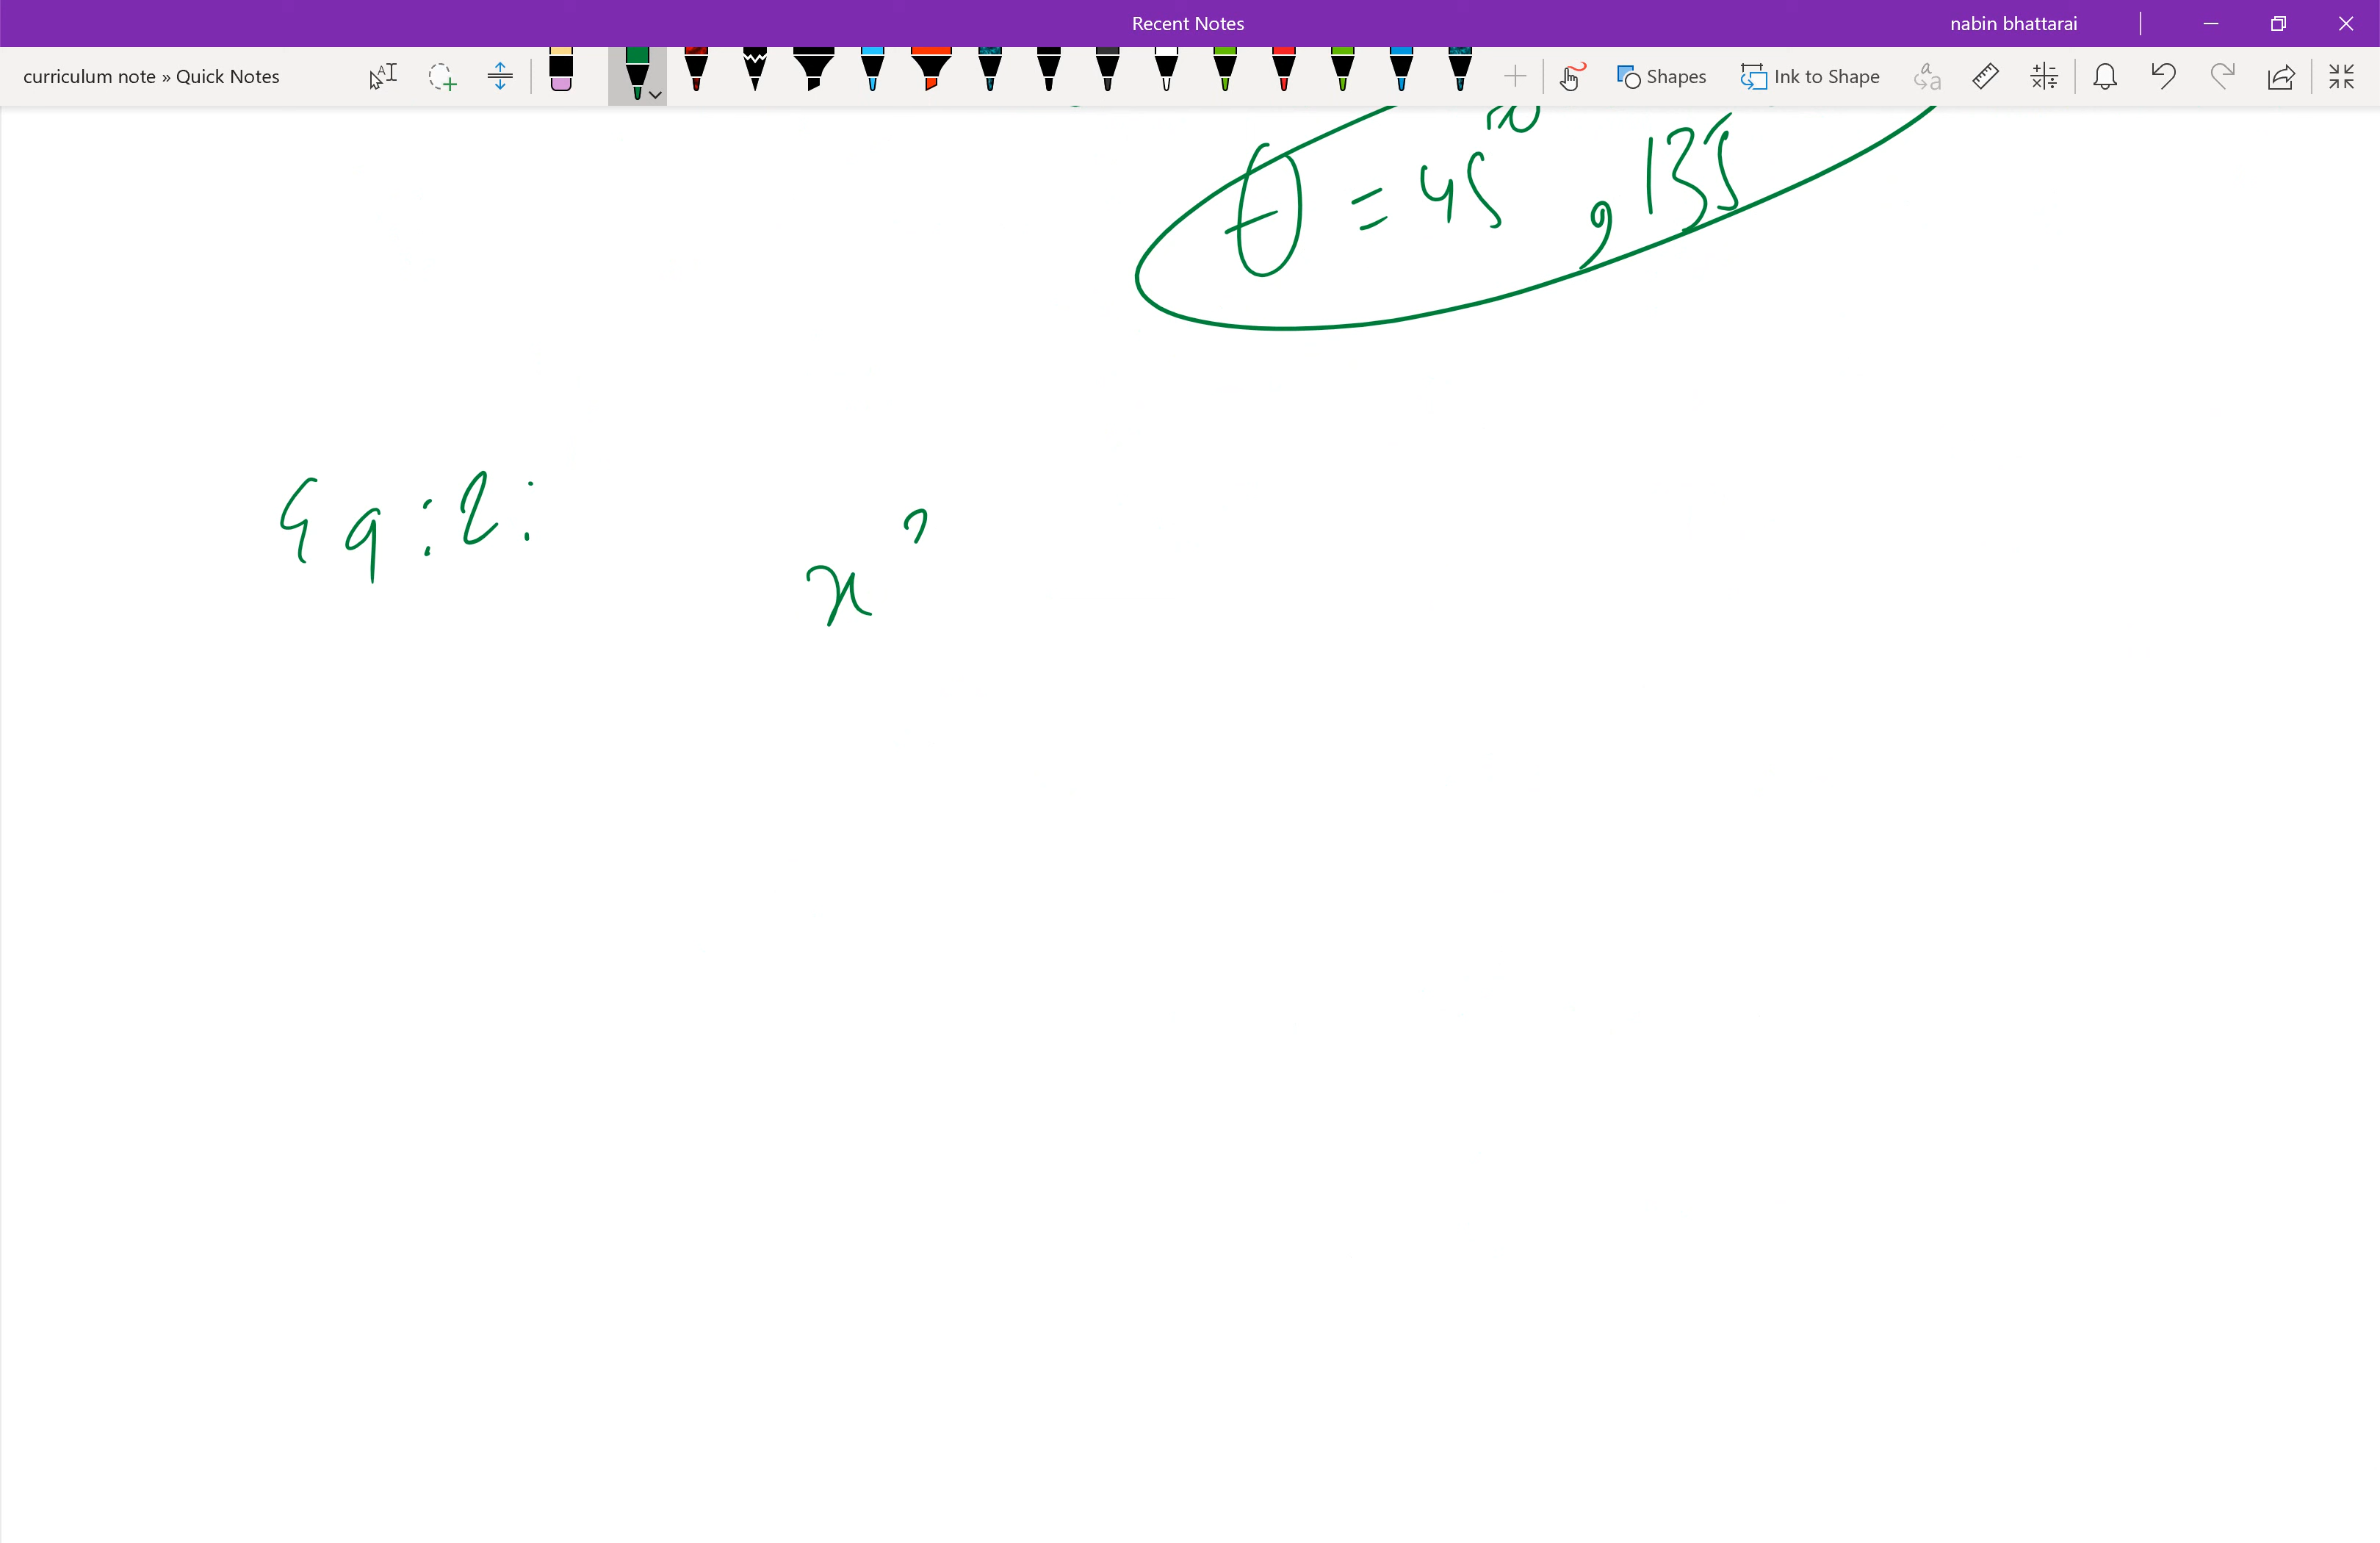 Recent Notes
nabin bhattarai
curriculum note » Quick Notes
Shapes
Ink to Shape
θ = 45, 135
Eg : 2 :
x²